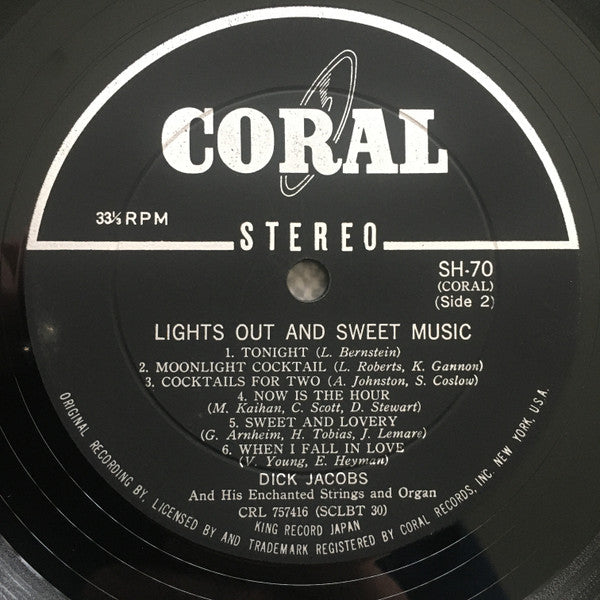 CORAL
33⅓ RPM
STEREO
SH-70
(CORAL)
(Side 2)
LIGHTS OUT AND SWEET MUSIC
1. TONIGHT (L. Bernstein)
2. MOONLIGHT COCKTAIL (L. Roberts, K. Gannon)
3. COCKTAILS FOR TWO (A. Johnston, S. Coslow)
4. NOW IS THE HOUR
(M. Kaihan, C. Scott, D. Stewart)
5. SWEET AND LOVERY
(G. Arnheim, H. Tobias, J. Lemare)
6. WHEN I FALL IN LOVE
(V. Young, E. Heyman)
DICK JACOBS
And His Enchanted Strings and Organ
CRL 757416 (SCLBT 30)
KING RECORD JAPAN
ORIGINAL RECORDING BY, LICENSED BY AND TRADEMARK REGISTERED BY CORAL RECORDS, INC. NEW YORK, U.S.A.